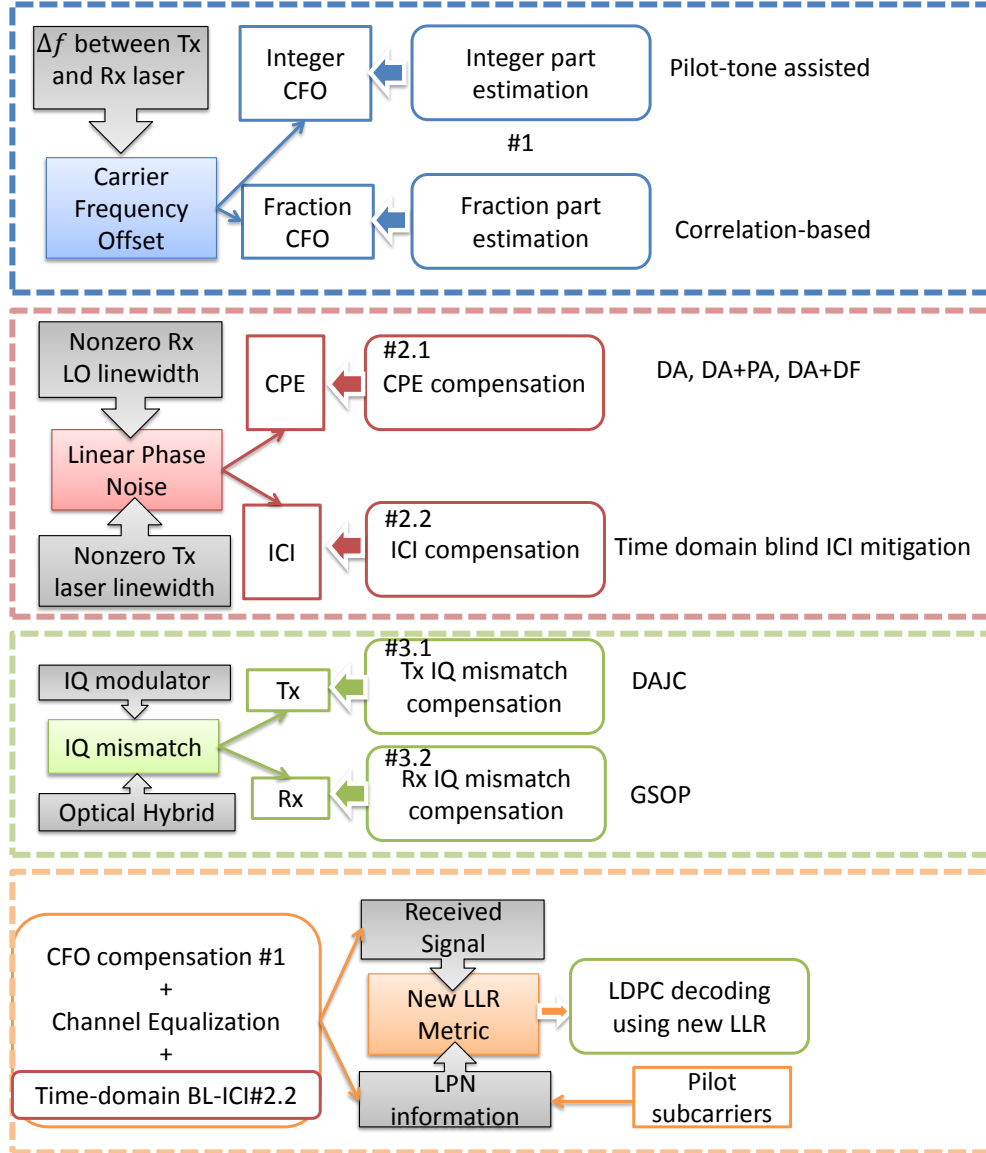 Δf between Tx
and Rx laser
Integer
CFO
Integer part
estimation
Pilot-tone assisted
#1
Carrier
Frequency
Offset
Fraction
CFO
Fraction part
estimation
Correlation-based
Nonzero Rx
LO linewidth
CPE
#2.1
CPE compensation
DA, DA+PA, DA+DF
Linear Phase
Noise
Nonzero Tx
laser linewidth
ICI
#2.2
ICI compensation
Time domain blind ICI mitigation
IQ modulator
Tx
#3.1
Tx IQ mismatch
compensation
DAJC
IQ mismatch
Optical Hybrid
Rx
#3.2
Rx IQ mismatch
compensation
GSOP
CFO compensation #1
+
Channel Equalization
+
Time-domain BL-ICI#2.2
Received
Signal
New LLR
Metric
LPN
information
LDPC decoding
using new LLR
Pilot
subcarriers